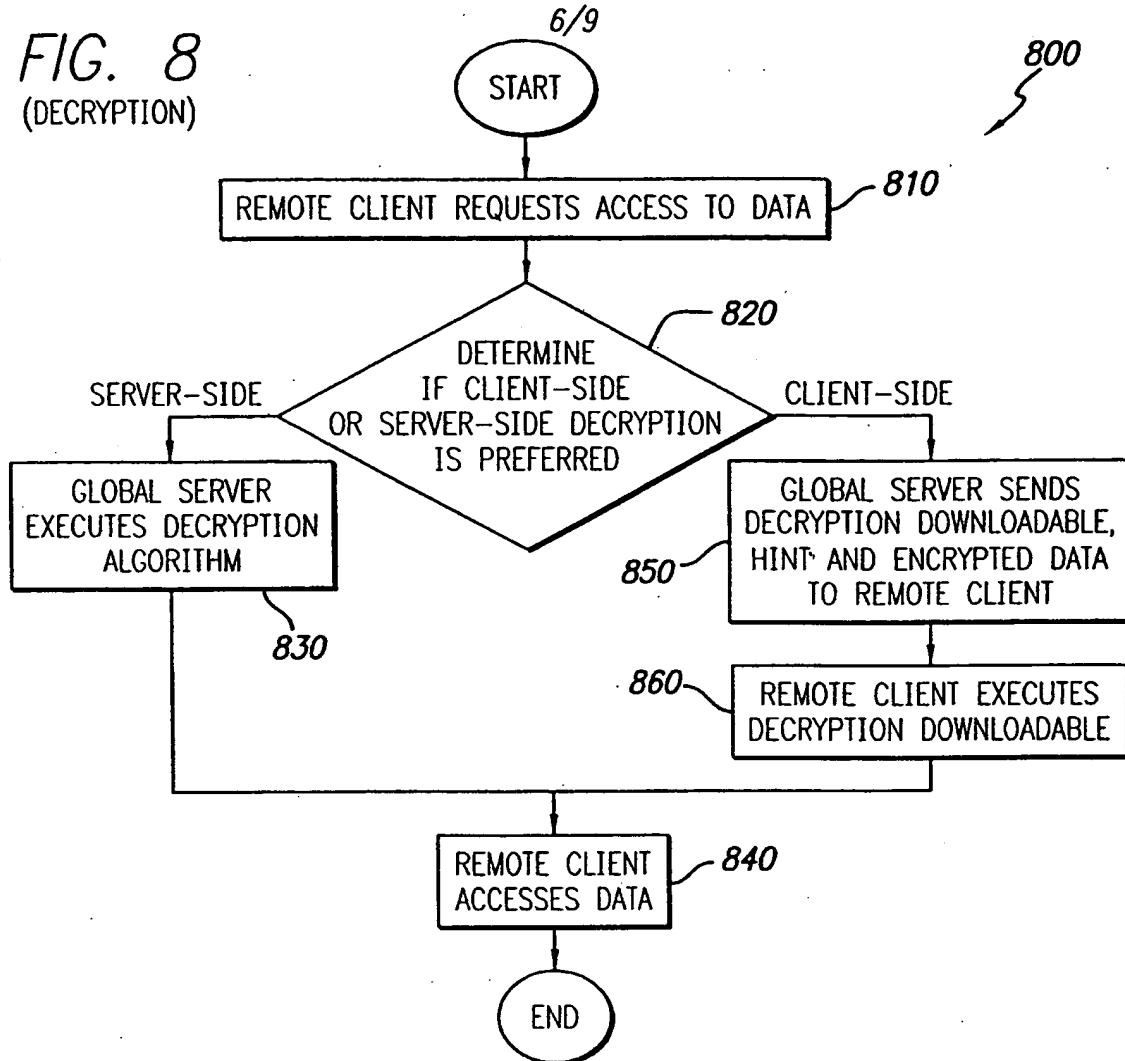 6/9
FIG. 8
(DECRYPTION)
800
START
REMOTE CLIENT REQUESTS ACCESS TO DATA
810
820
DETERMINE
IF CLIENT-SIDE
OR SERVER-SIDE DECRYPTION
IS PREFERRED
SERVER-SIDE
CLIENT-SIDE
GLOBAL SERVER
EXECUTES DECRYPTION
ALGORITHM
830
GLOBAL SERVER SENDS
DECRYPTION DOWNLOADABLE,
HINT AND ENCRYPTED DATA
TO REMOTE CLIENT
850
860
REMOTE CLIENT EXECUTES
DECRYPTION DOWNLOADABLE
REMOTE CLIENT
ACCESSES DATA
840
END